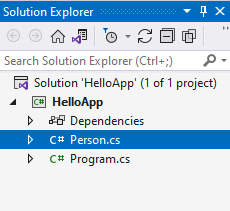 Solution Explorer
Search Solution Explorer (Ctrl+;)
Solution 'HelloApp' (1 of 1 project)
C# HelloApp
Dependencies
C# Person.cs
C# Program.cs